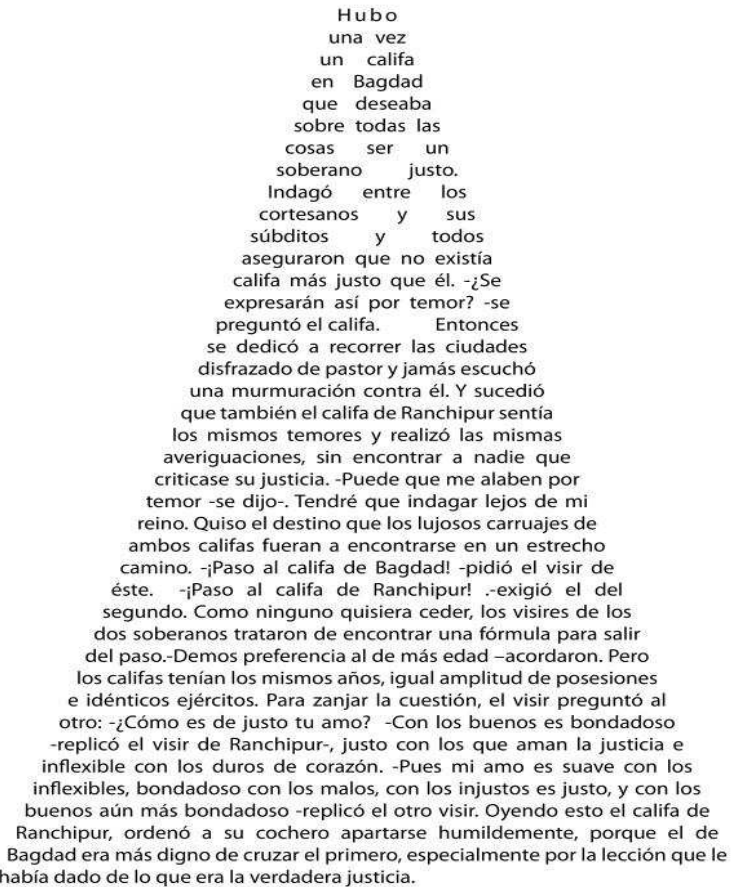 Hubo
una vez
un califa
en Bagdad
que deseaba
sobre todas las
cosas ser un
soberano justo.
Indagó entre los
cortesanos y sus
súbditos y todos
aseguraron que no existía
califa más justo que él. -¿Se
expresarán así por temor? -se
preguntó el califa. Entonces
se dedicó a recorrer las ciudades
disfrazado de pastor y jamás escuchó
una murmuración contra él. Y sucedió
que también el califa de Ranchipur sentía
los mismos temores y realizó las mismas
averiguaciones, sin encontrar a nadie que
criticase su justicia. -Puede que me alaben por
temor -se dijo-. Tendré que indagar lejos de mi
reino. Quiso el destino que los lujosos carruajes de
ambos califas fueran a encontrarse en un estrecho
camino. -¡Paso al califa de Bagdad! -pidió el visir de
éste. -¡Paso al califa de Ranchipur! .-exigió el del
segundo. Como ninguno quisiera ceder, los visires de los
dos soberanos trataron de encontrar una fórmula para salir
del paso.-Demos preferencia al de más edad –acordaron. Pero
los califas tenían los mismos años, igual amplitud de posesiones
e idénticos ejércitos. Para zanjar la cuestión, el visir preguntó al
otro: -¿Cómo es de justo tu amo? -Con los buenos es bondadoso
-replicó el visir de Ranchipur-, justo con los que aman la justicia e
inflexible con los duros de corazón. -Pues mi amo es suave con los
inflexibles, bondadoso con los malos, con los injustos es justo, y con los
buenos aún más bondadoso -replicó el otro visir. Oyendo esto el califa de
Ranchipur, ordenó a su cochero apartarse humildemente, porque el de
Bagdad era más digno de cruzar el primero, especialmente por la lección que le
había dado de lo que era la verdadera justicia.